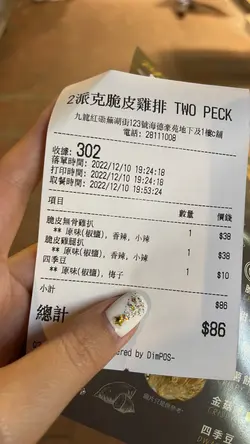 2派克脆皮雞排 TWO PECK
九龍紅磡蕪湖街123號海德豪苑地下及1樓C舖
電話: 28111008
收據: 302
落單時間: 2022/12/10 19:24:18
打印時間: 2022/12/10 19:24:18
取餐時間: 2022/12/10 19:53:24
項目 數量 價錢
脆皮無骨雞扒 1 $38
** 原味(椒鹽), 香辣, 小辣
脆皮雞腿扒 1 $38
** 原味(椒鹽), 香辣, 小辣
四季豆 1 $10
** 原味(椒鹽), 梅子
小計 $86
總計 $86
ered by DimPOS-
四季豆